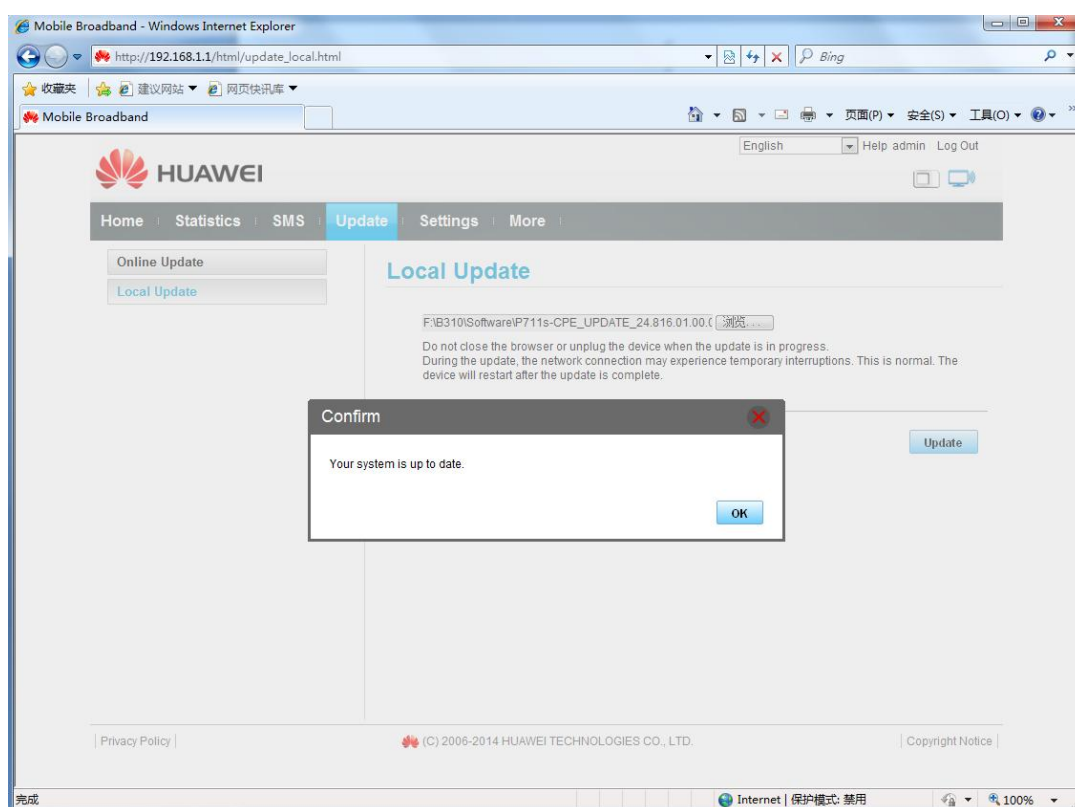 Mobile Broadband - Windows Internet Explorer
http://192.168.1.1/html/update_local.html
Bing
收藏夹 建议网站 网页快讯库
Mobile Broadband
页面(P) 安全(S) 工具(O)
English Help admin Log Out
HUAWEI
Home Statistics SMS Update Settings More
Online Update
Local Update
Local Update
F:\B310\Software\P711s-CPE_UPDATE_24.816.01.00.( 浏览...
Do not close the browser or unplug the device when the update is in progress.
During the update, the network connection may experience temporary interruptions. This is normal. The
device will restart after the update is complete.
Confirm
Update
Your system is up to date.
OK
Privacy Policy (C) 2006-2014 HUAWEI TECHNOLOGIES CO., LTD. Copyright Notice
完成 Internet | 保护模式: 禁用 100%